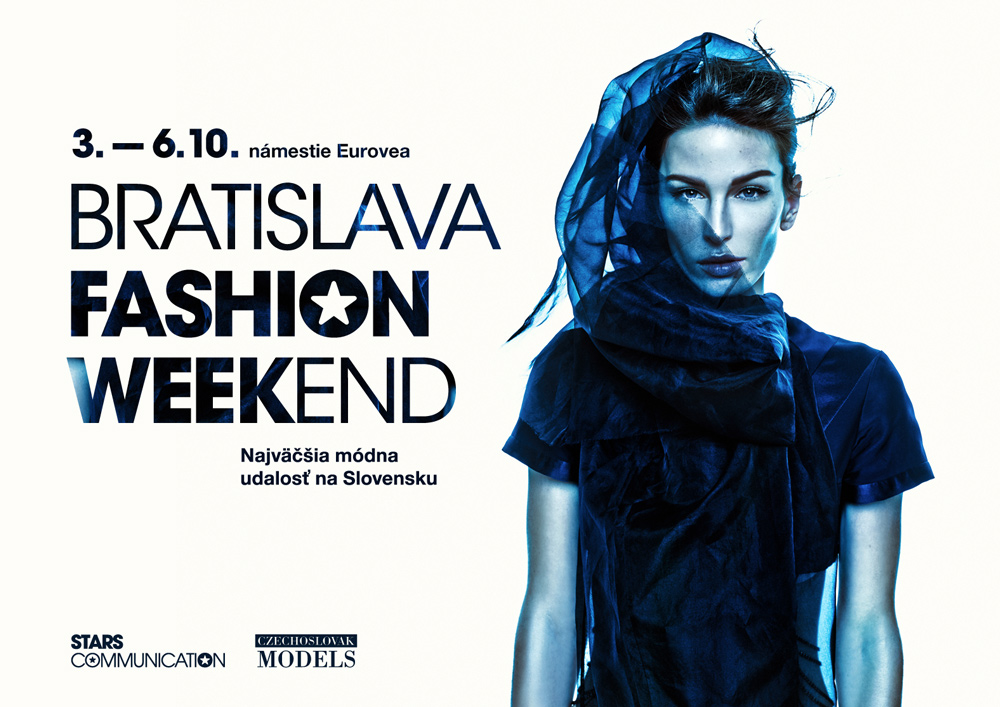 3. — 6.10. námestie Eurovea
BRATISLAVA
FASHION
WEEKEND
Najväčšia módna
udalosť na Slovensku
STARS
COMMUNICATION
CZECHOSLOVAK
MODELS